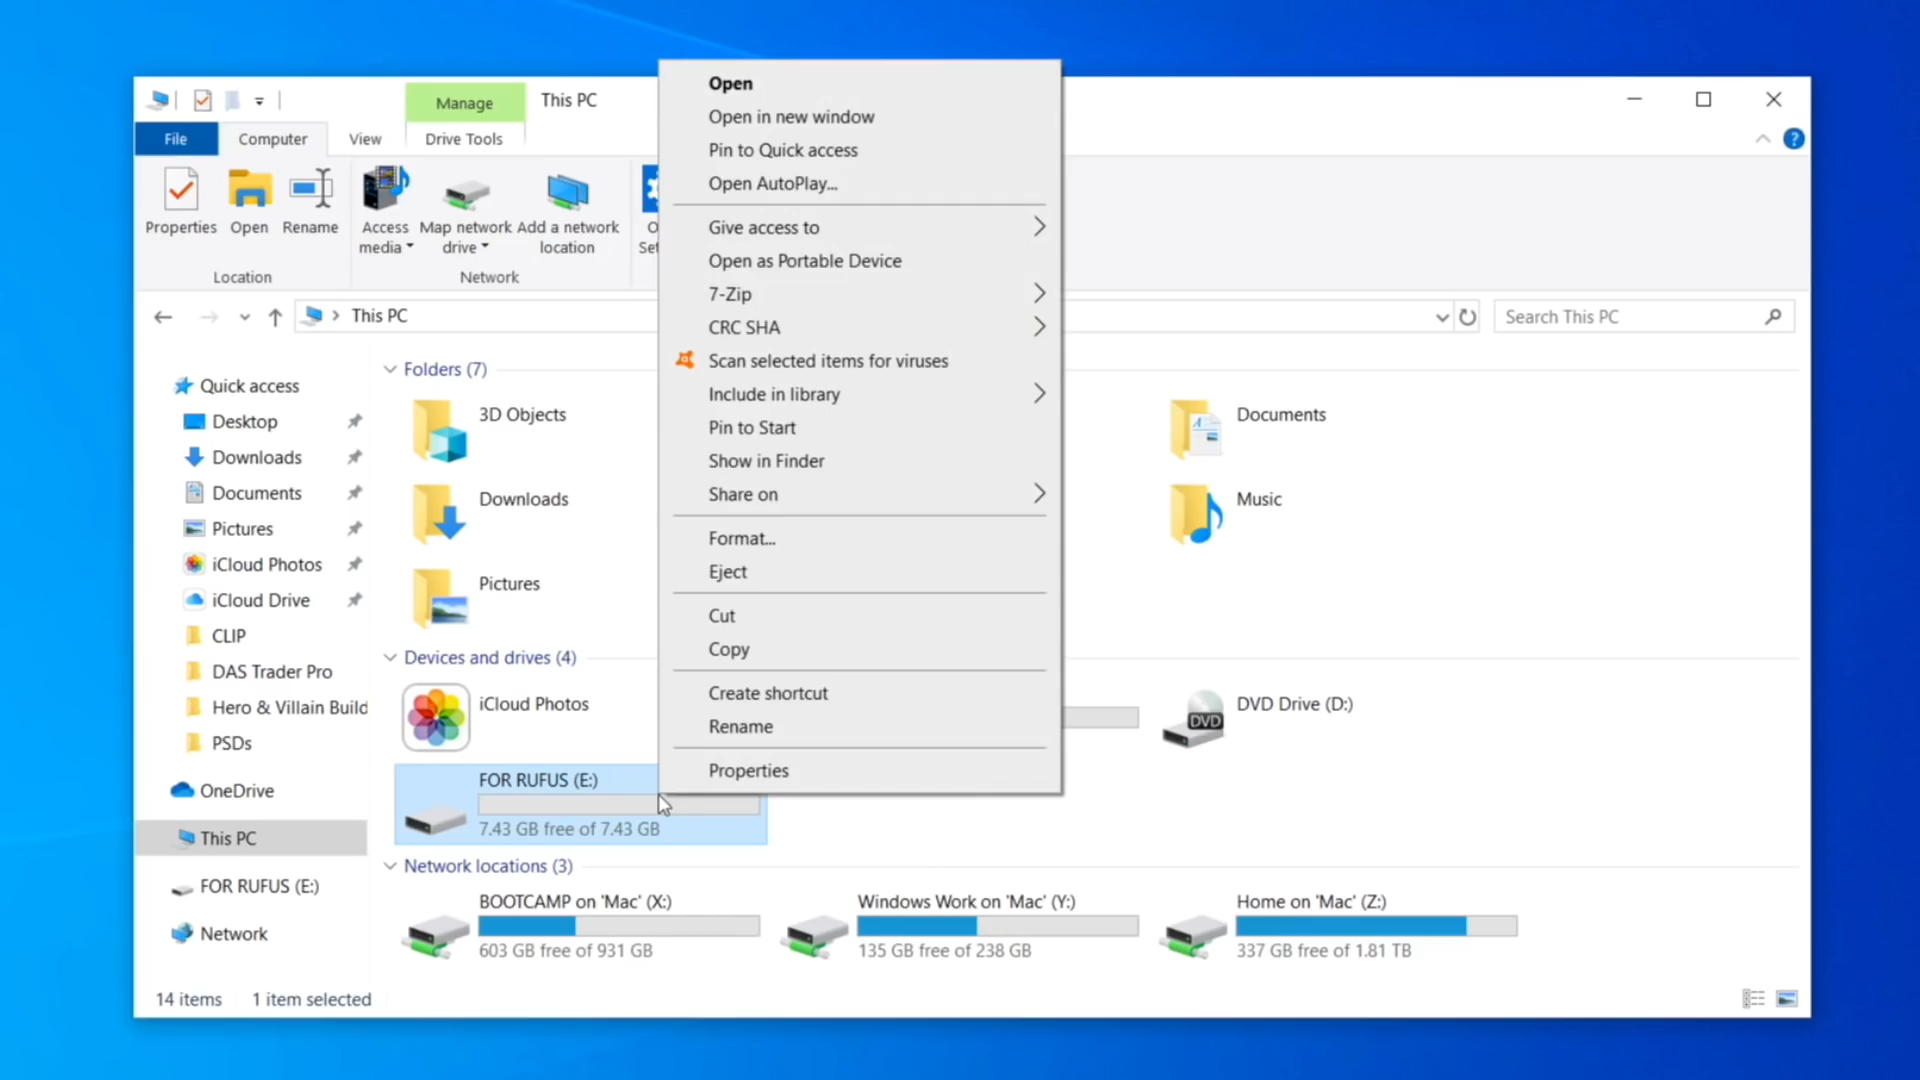 Manage
This PC
File
Computer
View
Drive Tools
Properties
Open
Rename
Access
media
Map network
drive
Add a network
location
Location
Network
This PC
Search This PC
Open
Open in new window
Pin to Quick access
Open AutoPlay...
Give access to
Open as Portable Device
7-Zip
CRC SHA
Scan selected items for viruses
Include in library
Pin to Start
Show in Finder
Share on
Format...
Eject
Cut
Copy
Create shortcut
Rename
Properties
Quick access
Desktop
Downloads
Documents
Pictures
iCloud Photos
iCloud Drive
CLIP
DAS Trader Pro
Hero & Villain Build
PSDs
OneDrive
This PC
FOR RUFUS (E:)
Network
Folders (7)
3D Objects
Documents
Downloads
Music
Pictures
Devices and drives (4)
iCloud Photos
DVD
DVD Drive (D:)
FOR RUFUS (E:)
7.43 GB free of 7.43 GB
Network locations (3)
BOOTCAMP on 'Mac' (X:)
603 GB free of 931 GB
Windows Work on 'Mac' (Y:)
135 GB free of 238 GB
Home on 'Mac' (Z:)
337 GB free of 1.81 TB
14 items
1 item selected